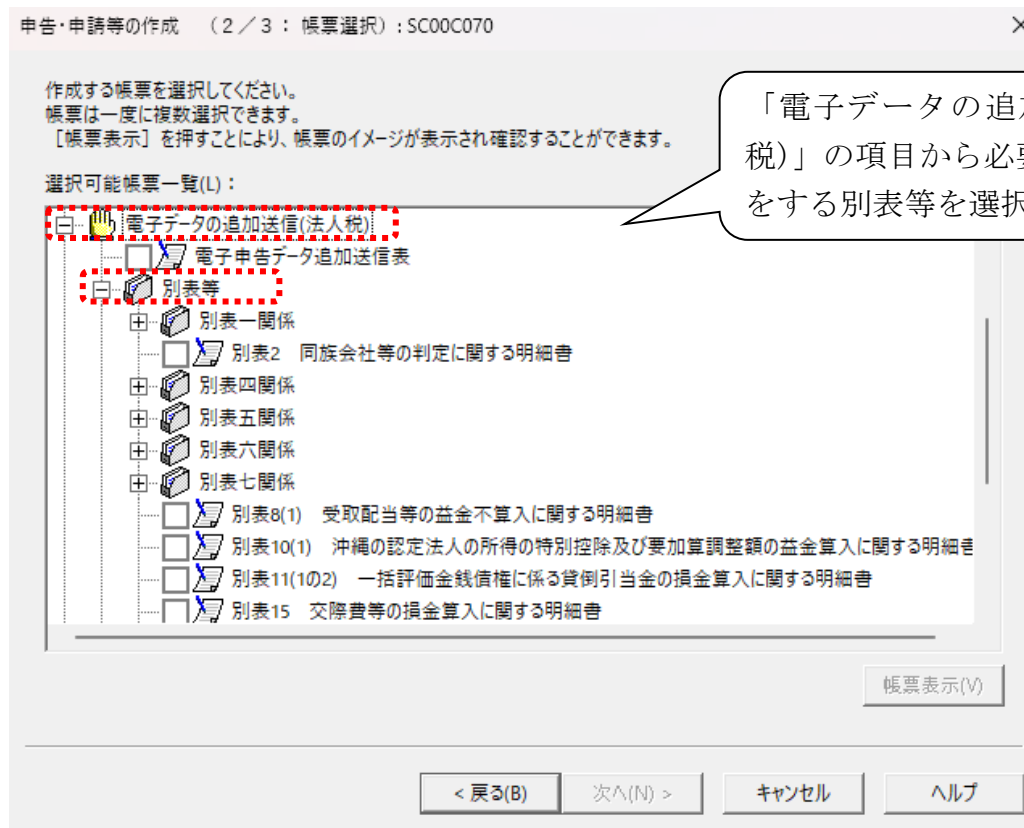 申告・申請等の作成 (2/3:帳票選択):SC00C070
作成する帳票を選択してください。
帳票は一度に複数選択できます。
[帳票表示]を押すことにより、帳票のイメージが表示され確認することができます。
選択可能帳票一覧(L):
「電子データの追
税)」の項目から必
をする別表等を選択
電子データの追加送信(法人税)
電子申告データ追加送信表
別表等
別表一関係
別表2 同族会社等の判定に関する明細書
別表四関係
別表五関係
別表六関係
別表七関係
別表8(1) 受取配当等の益金不算入に関する明細書
別表10(1) 沖縄の認定法人の所得の特別控除及び要加算調整額の益金算入に関する明細書
別表11(1の2) 一括評価金銭債権に係る貸倒引当金の損金算入に関する明細書
別表15 交際費等の損金算入に関する明細書
帳票表示(V)
< 戻る(B)
次へ(N) >
キャンセル
ヘルプ